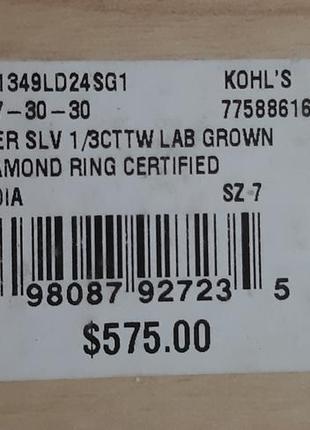 1349LD24SG1 KOHL'S
7-30-30 77588616
ER SLV 1/3CTTW LAB GROWN
AMOND RING CERTIFIED
DIA SZ 7
98087 92723 5
$575.00